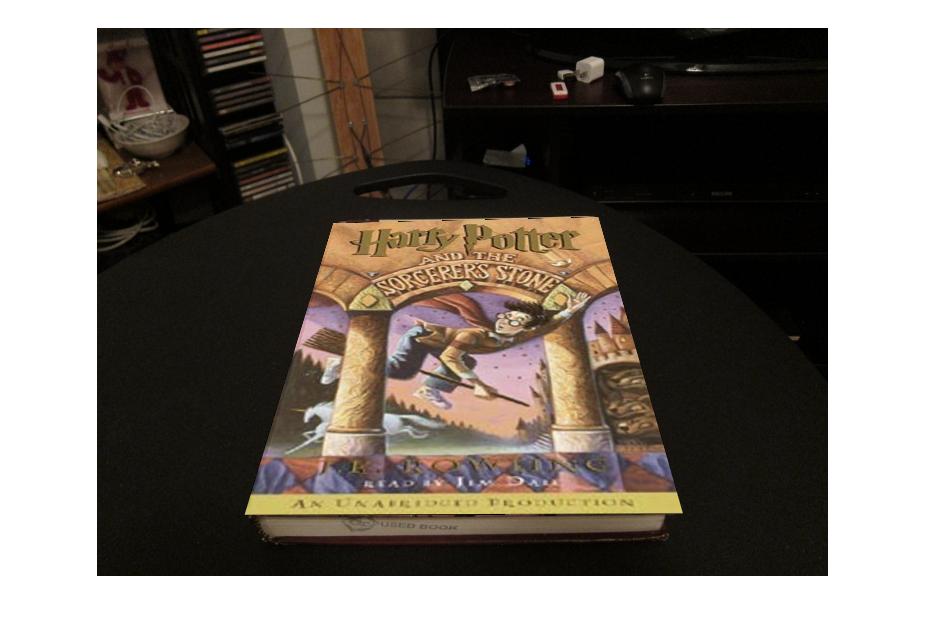 Harry Potter
AND THE
SORCERER'S STONE
J.K. ROWLING
READ BY JIM DALE
AN UNABRIDGED PRODUCTION
USED BOOK